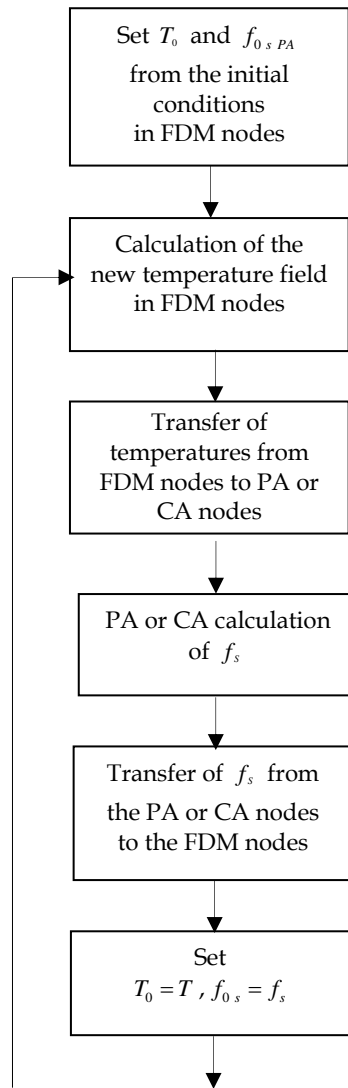 Set T₀ and f₀ ₛ PA
from the initial
conditions
in FDM nodes
Calculation of the
new temperature field
in FDM nodes
Transfer of
temperatures from
FDM nodes to PA or
CA nodes
PA or CA calculation
of fₛ
Transfer of fₛ from
the PA or CA nodes
to the FDM nodes
Set
T₀ = T , f₀ ₛ = fₛ